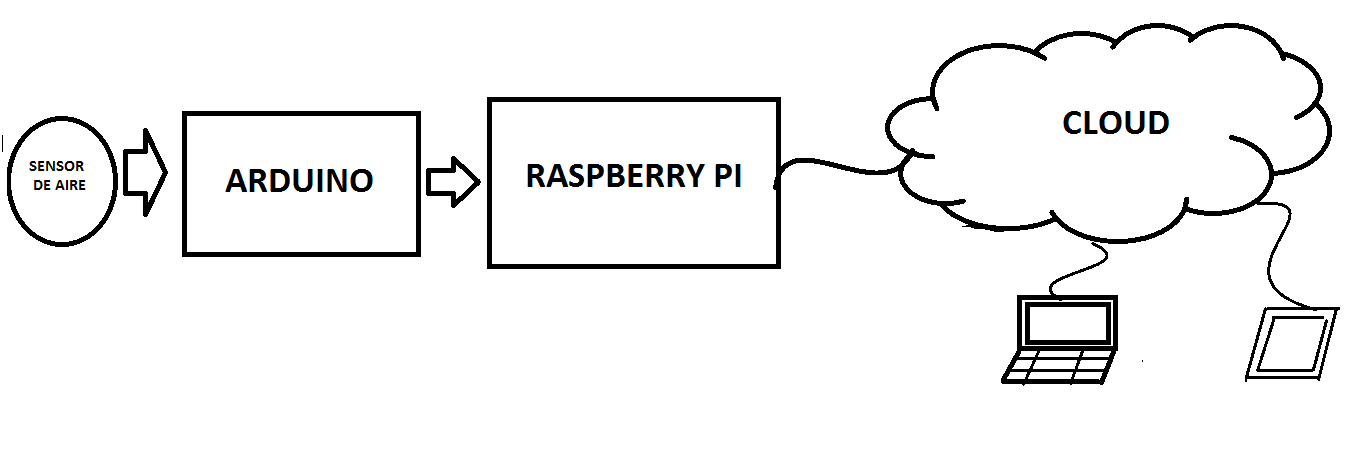 SENSOR
DE AIRE
ARDUINO
RASPBERRY PI
CLOUD